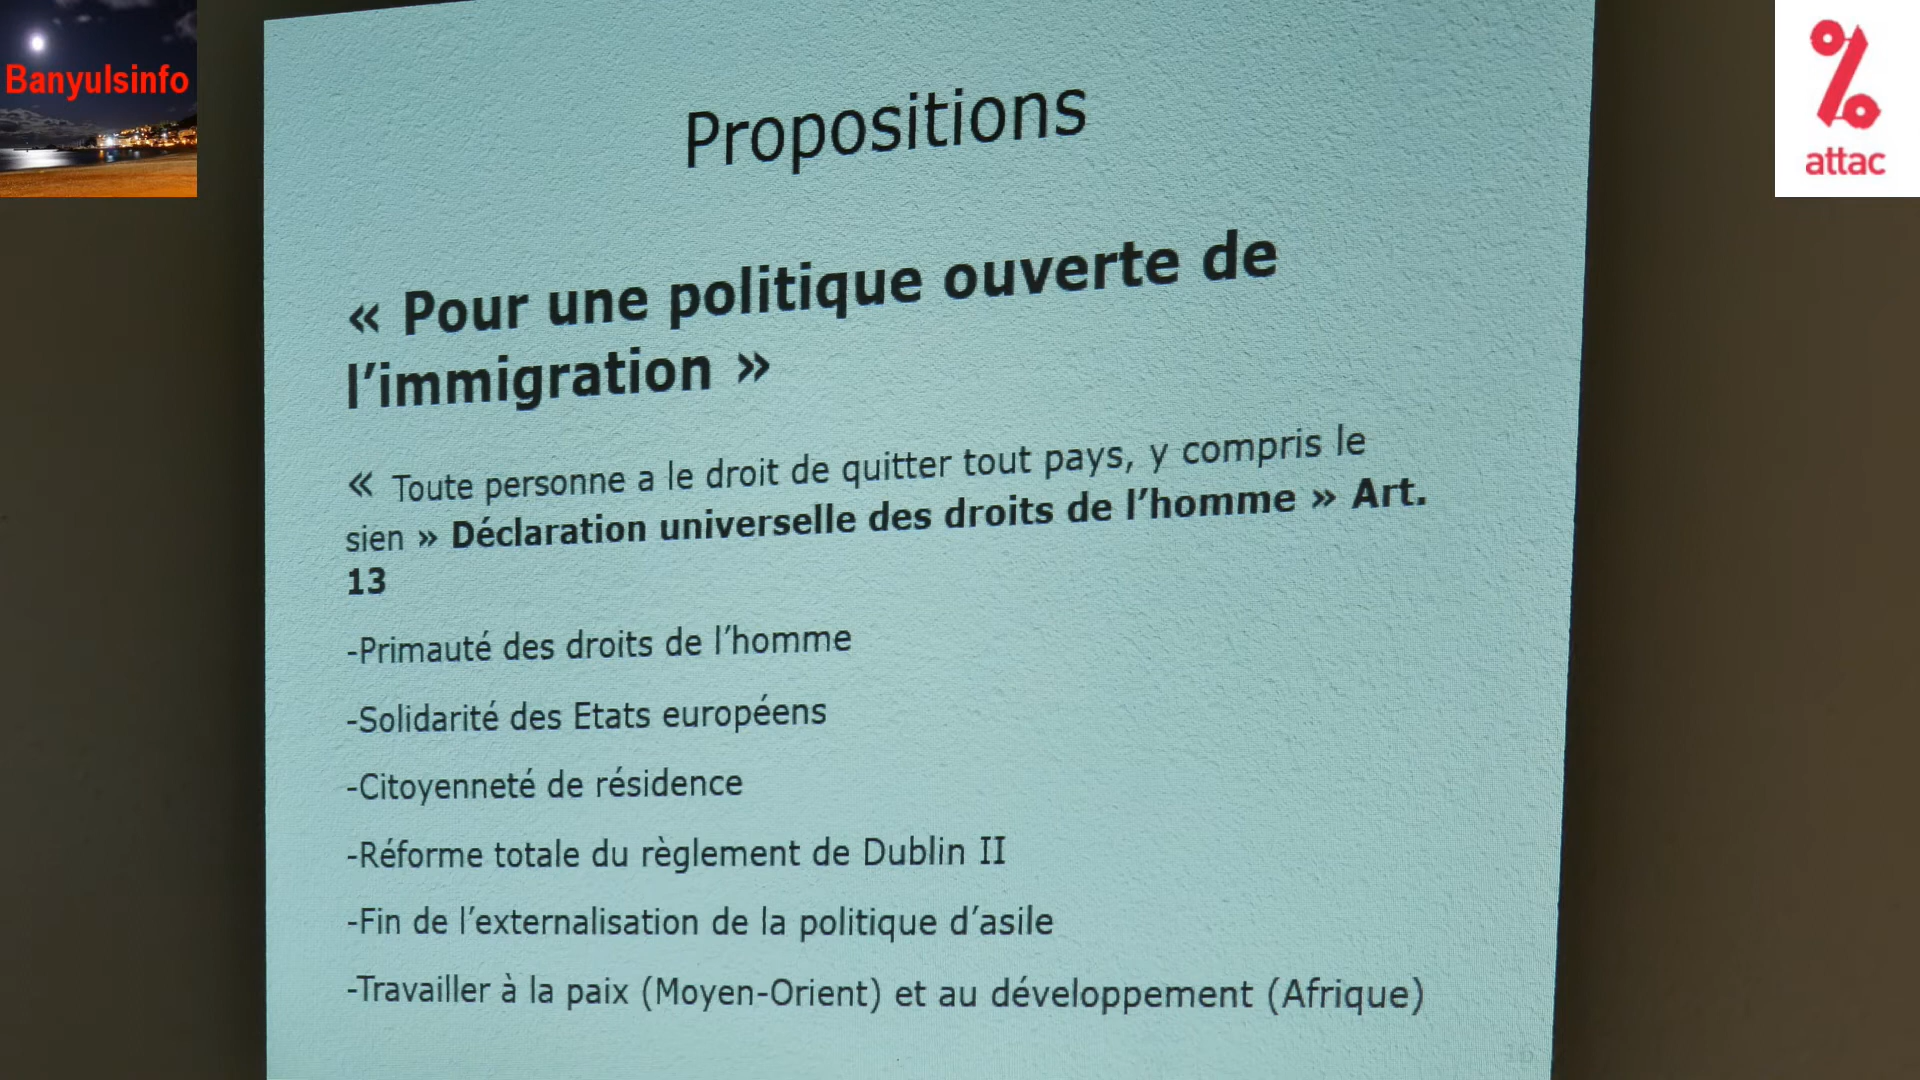 Banyulsinfo
attac
Propositions
« Pour une politique ouverte de
l’immigration »
« Toute personne a le droit de quitter tout pays, y compris le
sien » Déclaration universelle des droits de l’homme » Art.
13
-Primauté des droits de l’homme
-Solidarité des Etats européens
-Citoyenneté de résidence
-Réforme totale du règlement de Dublin II
-Fin de l’externalisation de la politique d’asile
-Travailler à la paix (Moyen-Orient) et au développement (Afrique)
16